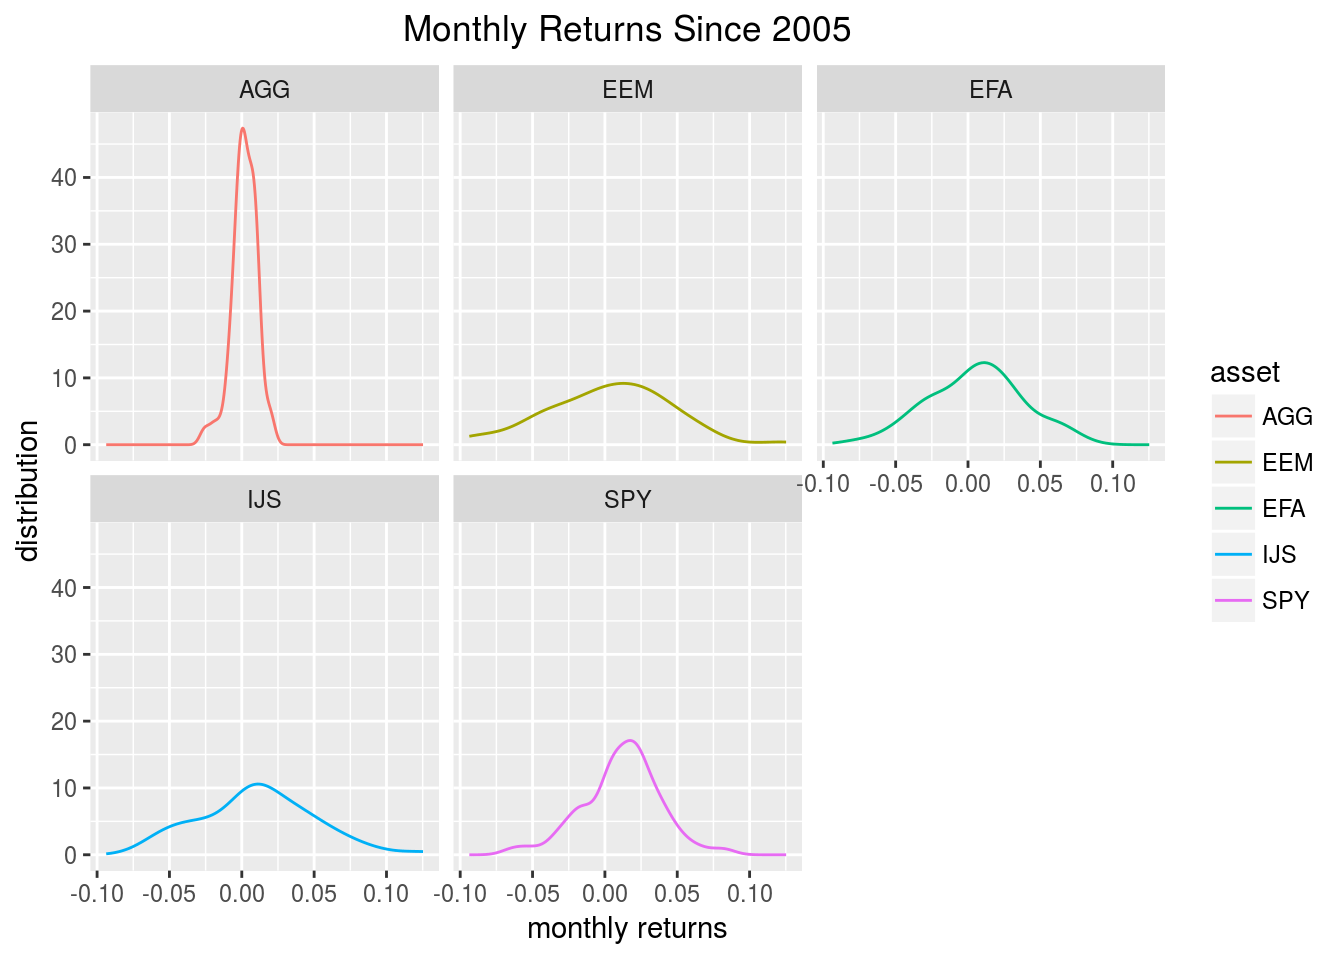 Monthly Returns Since 2005
AGG
EEM
EFA
40
30
20
10
0
-0.10 -0.05 0.00 0.05 0.10
IJS
SPY
40
30
20
10
0
-0.10 -0.05 0.00 0.05 0.10
-0.10 -0.05 0.00 0.05 0.10
monthly returns
distribution
asset
AGG
EEM
EFA
IJS
SPY